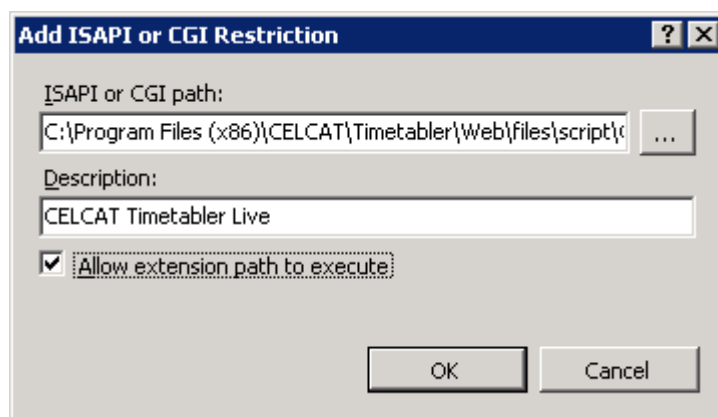 Add ISAPI or CGI Restriction
ISAPI or CGI path:
C:\Program Files (x86)\CELCAT\Timetabler\Web\files\script\
...
Description:
CELCAT Timetabler Live
Allow extension path to execute
OK
Cancel